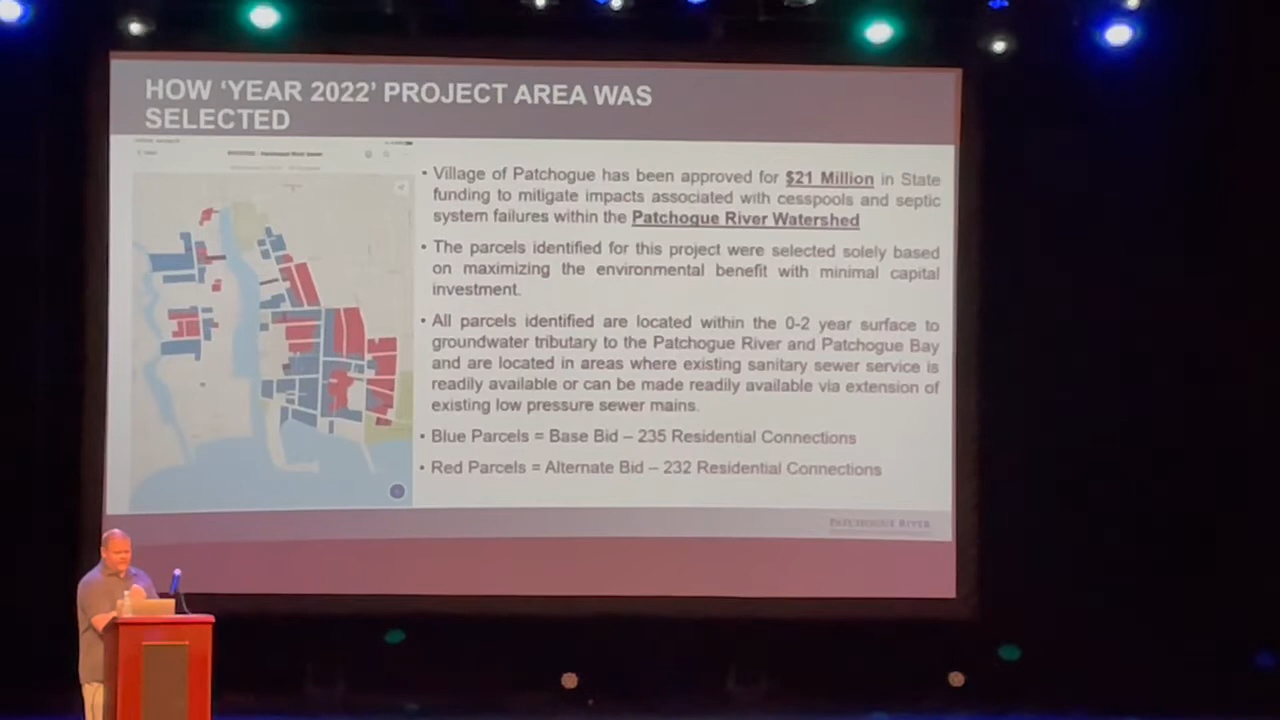 HOW ‘YEAR 2022’ PROJECT AREA WAS
SELECTED
• Village of Patchogue has been approved for $21 Million in State
funding to mitigate impacts associated with cesspools and septic
system failures within the Patchogue River Watershed
• The parcels identified for this project were selected solely based
on maximizing the environmental benefit with minimal capital
investment.
• All parcels identified are located within the 0-2 year surface to
groundwater tributary to the Patchogue River and Patchogue Bay
and are located in areas where existing sanitary sewer service is
readily available or can be made readily available via extension of
existing low pressure sewer mains.
• Blue Parcels = Base Bid – 235 Residential Connections
• Red Parcels = Alternate Bid – 232 Residential Connections
PATCHOGUE RIVER